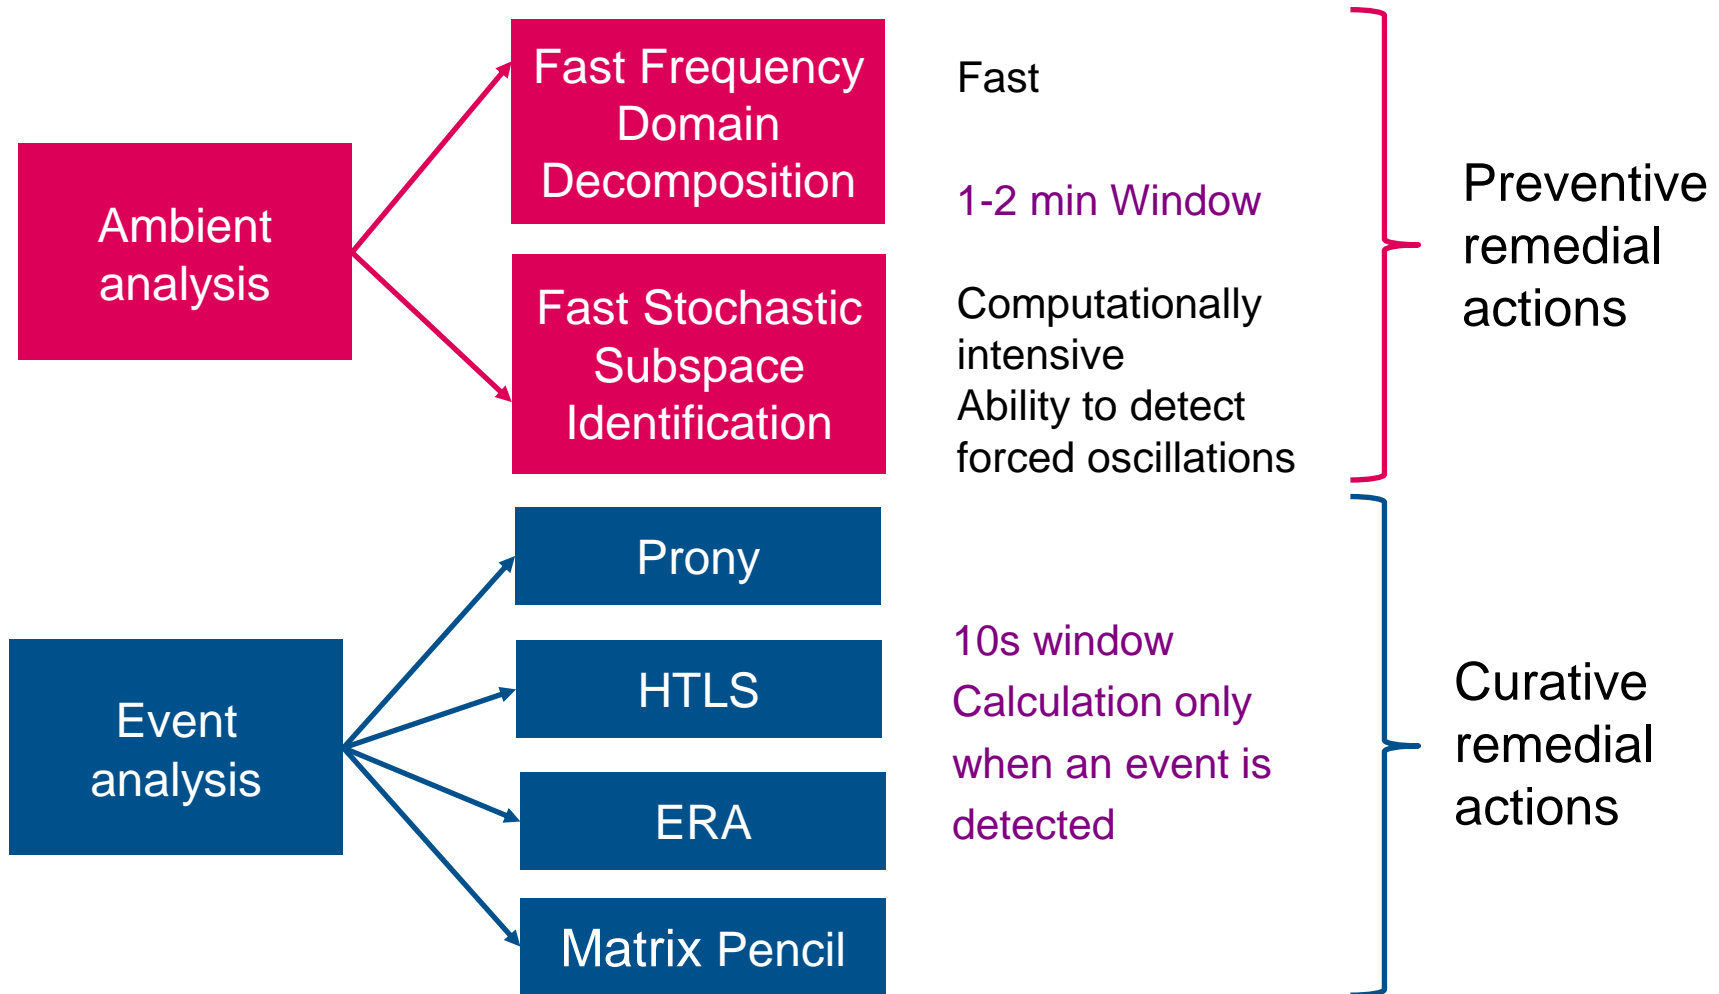 Ambient
analysis
Fast Frequency
Domain
Decomposition
Fast
1-2 min Window
Fast Stochastic
Subspace
Identification
Computationally
intensive
Ability to detect
forced oscillations
Preventive
remedial
actions
Event
analysis
Prony
HTLS
ERA
Matrix Pencil
10s window
Calculation only
when an event is
detected
Curative
remedial
actions